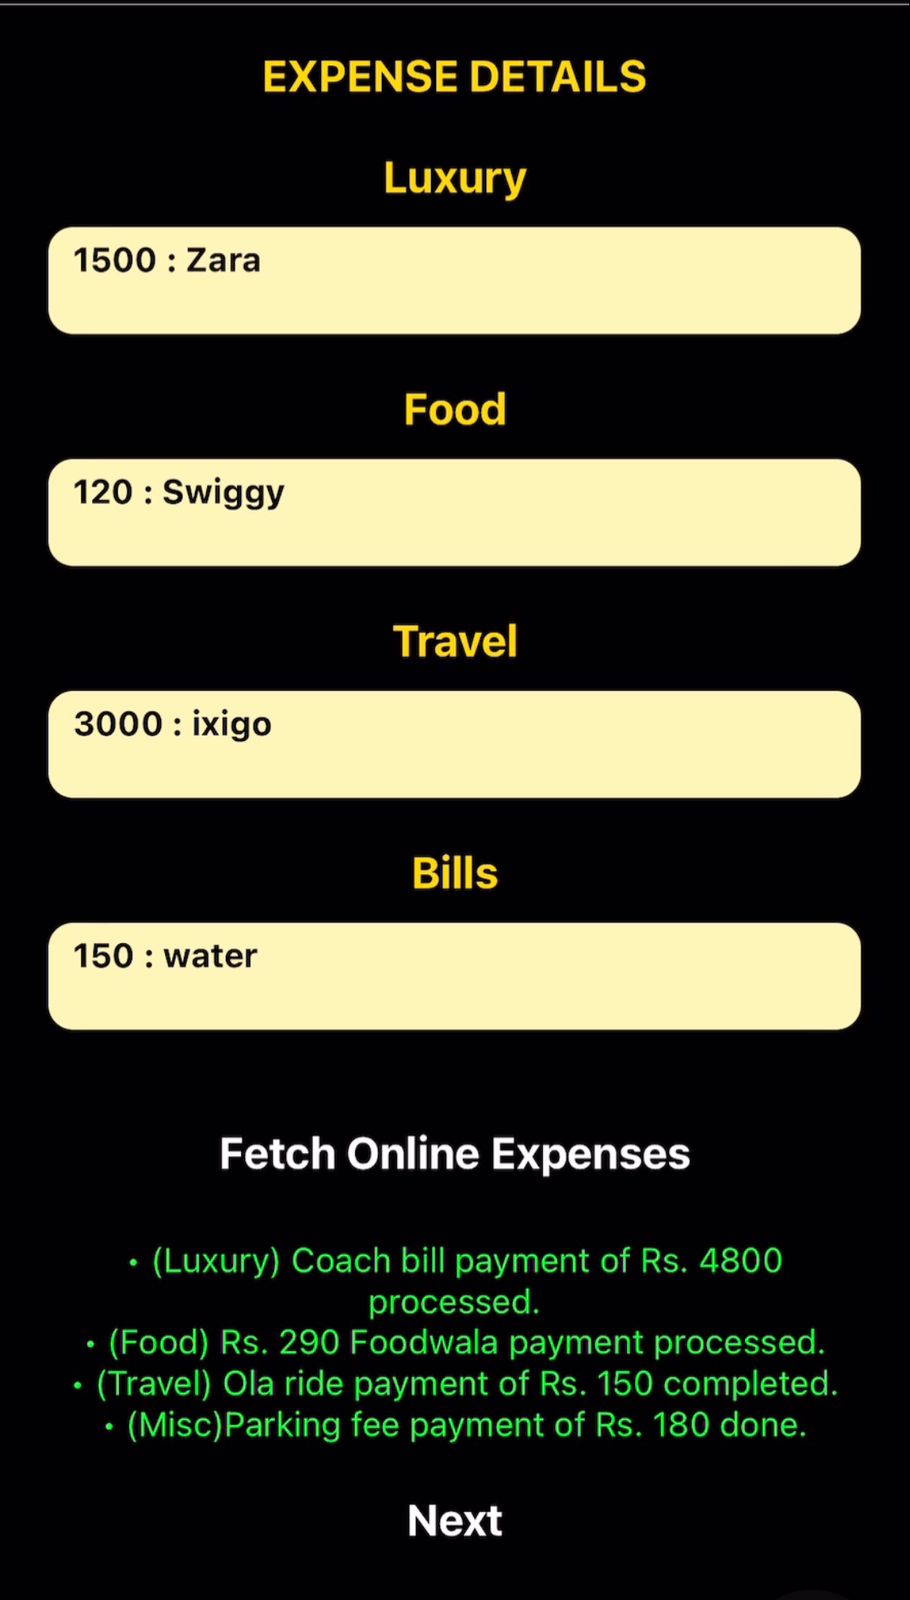 EXPENSE DETAILS
Luxury
1500 : Zara
Food
120 : Swiggy
Travel
3000 : ixigo
Bills
150 : water
Fetch Online Expenses
• (Luxury) Coach bill payment of Rs. 4800
processed.
• (Food) Rs. 290 Foodwala payment processed.
• (Travel) Ola ride payment of Rs. 150 completed.
• (Misc)Parking fee payment of Rs. 180 done.
Next